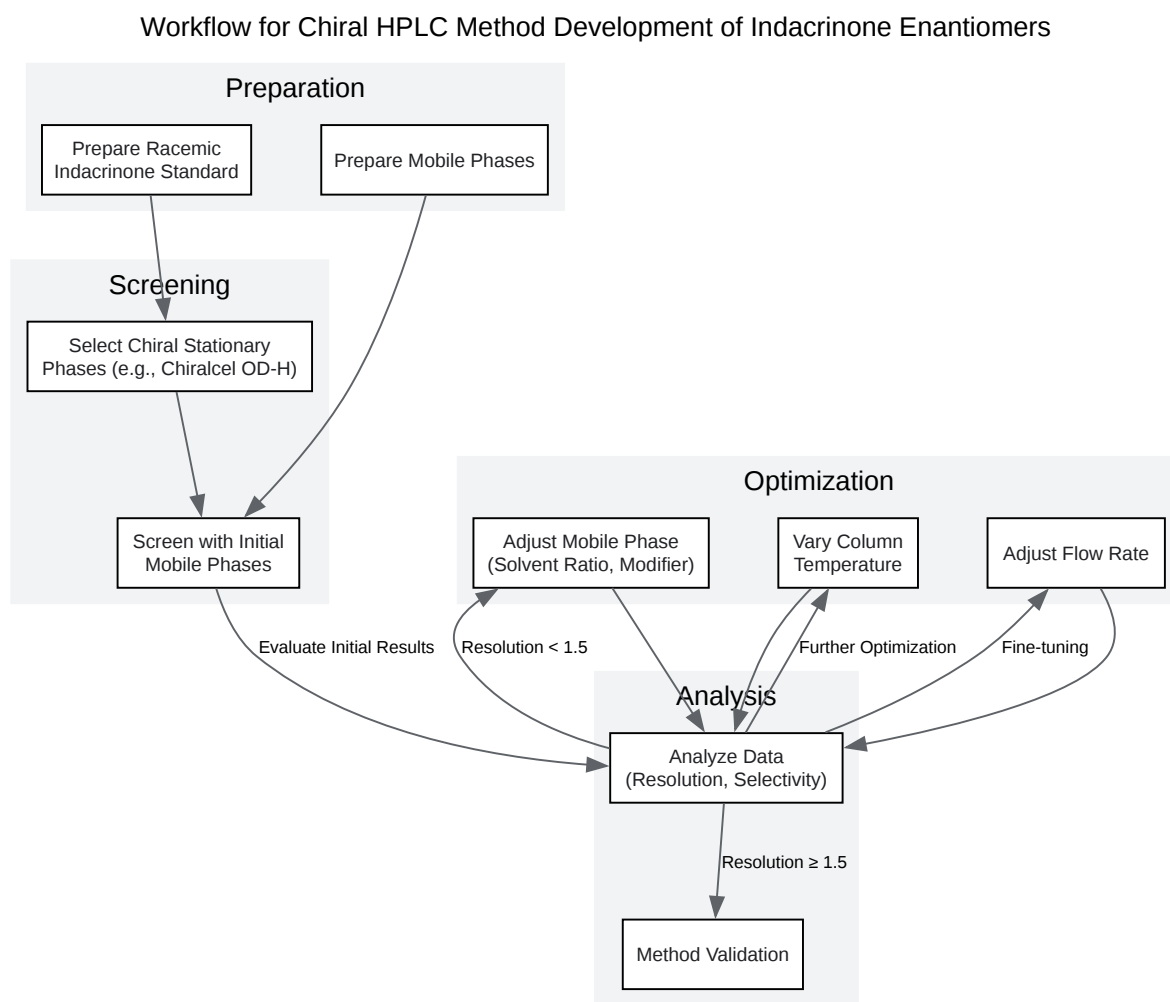 Workflow for Chiral HPLC Method Development of Indacrinone Enantiomers
Preparation
Prepare Racemic
Indacrinone Standard
Prepare Mobile Phases
Screening
Select Chiral Stationary
Phases (e.g., Chiralcel OD-H)
Screen with Initial
Mobile Phases
Optimization
Adjust Mobile Phase
(Solvent Ratio, Modifier)
Vary Column
Temperature
Adjust Flow Rate
Evaluate Initial Results
Resolution < 1.5
Further Optimization
Fine-tuning
Analysis
Analyze Data
(Resolution, Selectivity)
Resolution ≥ 1.5
Method Validation